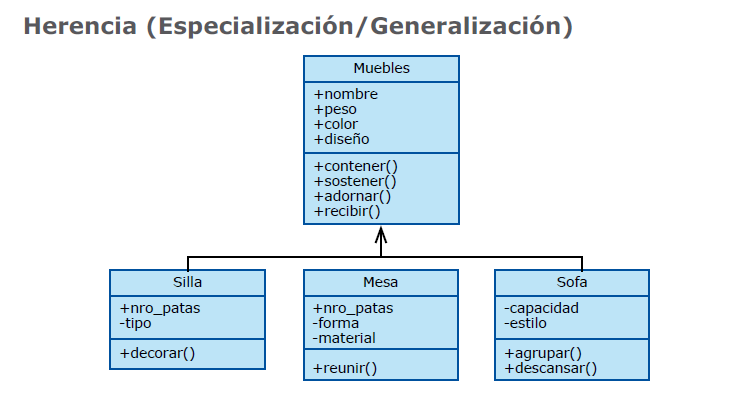 Herencia (Especialización/Generalización)
Muebles
+nombre
+peso
+color
+diseño
+contener()
+sostener()
+adornar()
+recibir()
Silla
+nro_patas
-tipo
+decorar()
Mesa
+nro_patas
-forma
-material
+reunir()
Sofa
-capacidad
-estilo
+agrupar()
+descansar()